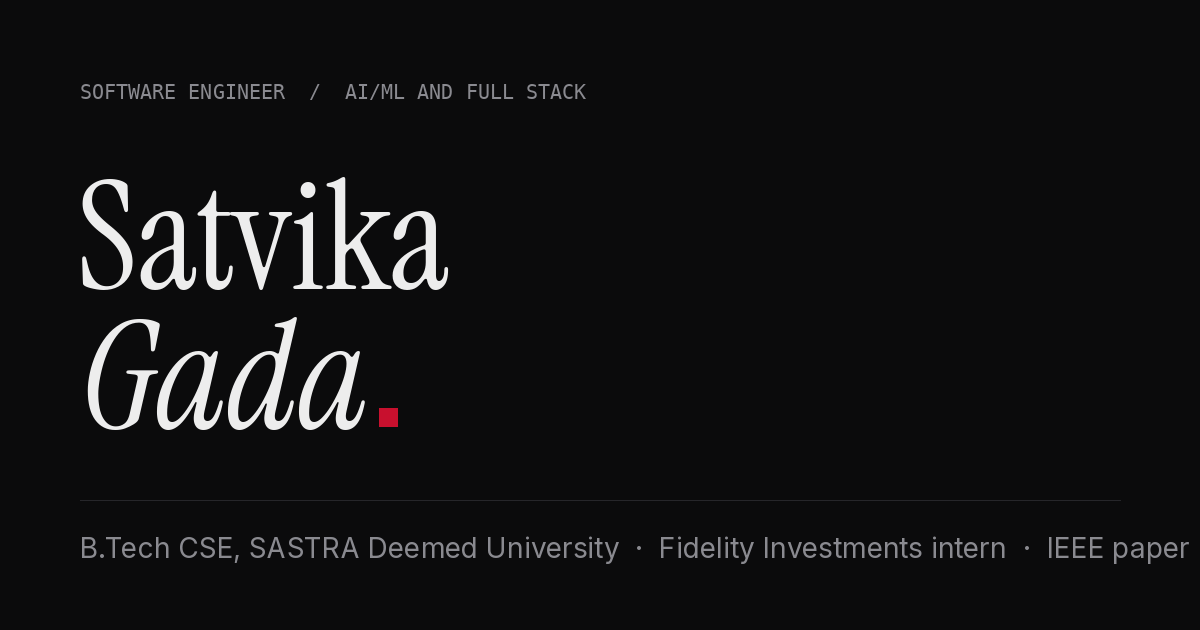 SOFTWARE ENGINEER / AI/ML AND FULL STACK
Satvika
Gada.
B.Tech CSE, SASTRA Deemed University · Fidelity Investments intern · IEEE paper